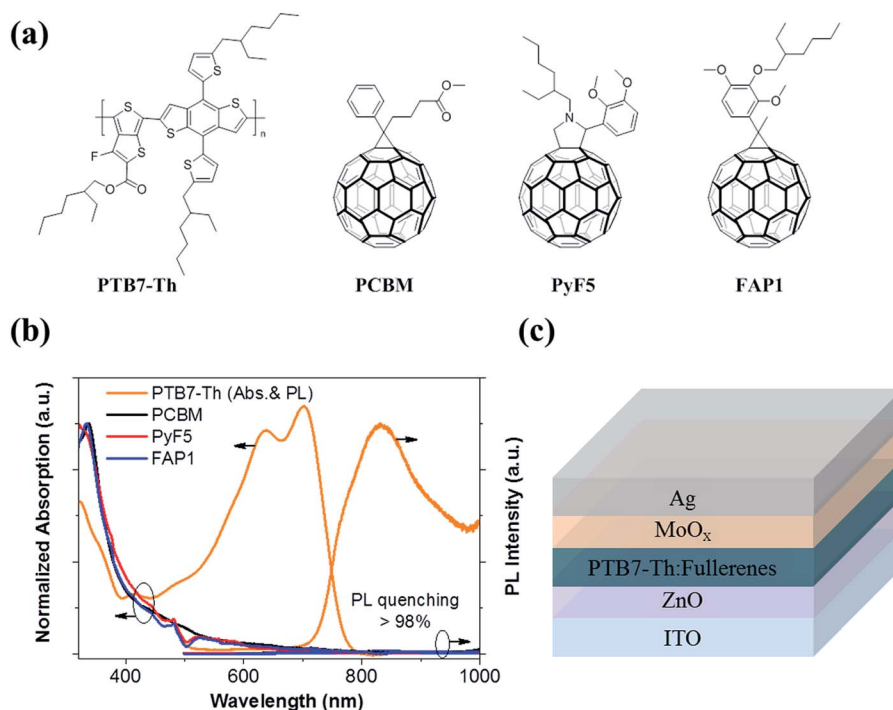 (a)
S
S
S
S
n
F
S
S
O
O
S
O
O
N
O
O
O
O
O
PTB7-Th
PCBM
PyF5
FAP1
(b)
PTB7-Th (Abs.& PL)
PCBM
PyF5
FAP1
PL quenching
> 98%
Normalized Absorption (a.u.)
PL Intensity (a.u.)
400 600 800 1000
Wavelength (nm)
(c)
Ag
MoOₓ
PTB7-Th:Fullerenes
ZnO
ITO